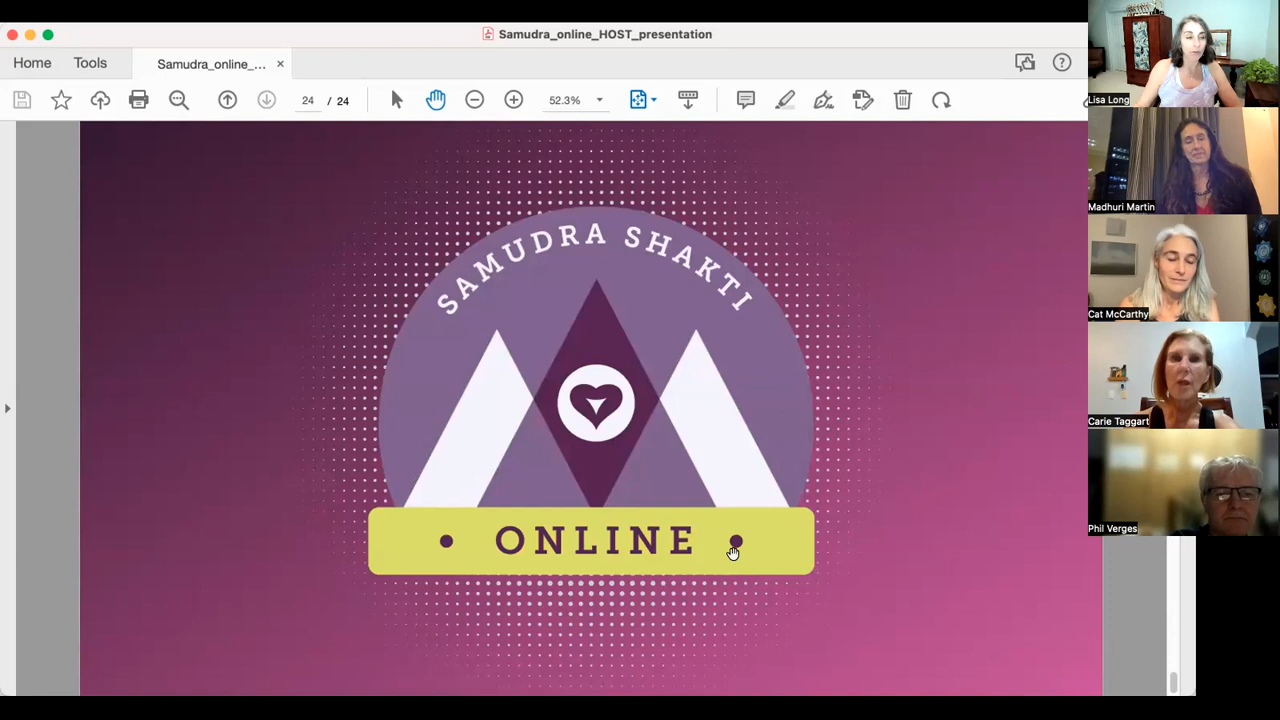 Samudra_online_HOST_presentation
Home Tools Samudra_online_... ×
24 / 24 52.3%
SAMUDRA SHAKTI
• ONLINE •
Lisa Long
Madhuri Martin
Cat McCarthy
Carie Taggart
Phil Verges